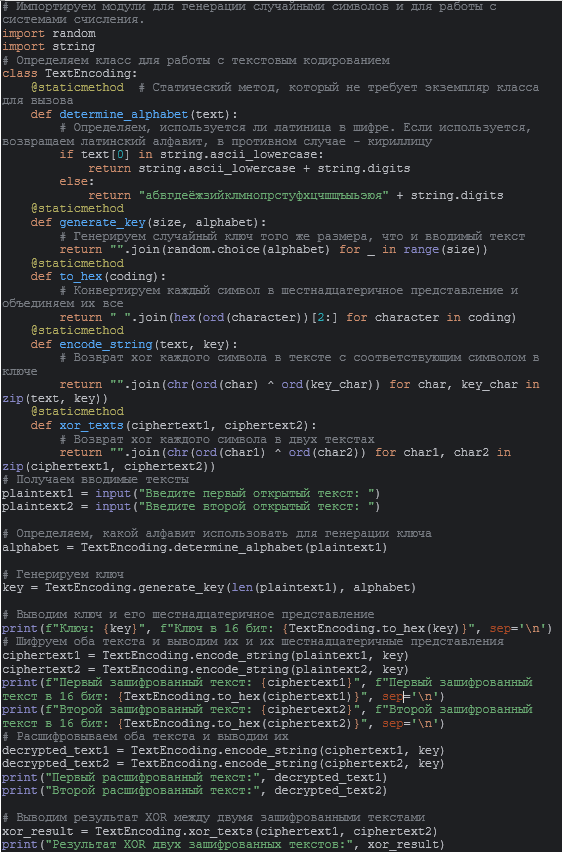 # Импортируем модули для генерации случайными символов и для работы с
системами счисления.
import random
import string
# Определяем класс для работы с текстовым кодированием
class TextEncoding:
    @staticmethod  # Статический метод, который не требует экземпляр класса
для вызова
    def determine_alphabet(text):
        # Определяем, используется ли латиница в шифре. Если используется,
возвращаем латинский алфавит, в противном случае – кириллицу
        if text[0] in string.ascii_lowercase:
            return string.ascii_lowercase + string.digits
        else:
            return "абвгдеёжзийклмнопрстуфхцчшщъыьэюя" + string.digits
    @staticmethod
    def generate_key(size, alphabet):
        # Генерируем случайный ключ того же размера, что и вводимый текст
        return "".join(random.choice(alphabet) for _ in range(size))
    @staticmethod
    def to_hex(coding):
        # Конвертируем каждый символ в шестнадцатеричное представление и
объединяем их все
        return " ".join(hex(ord(character))[2:] for character in coding)
    @staticmethod
    def encode_string(text, key):
        # Возврат хог каждого символа в тексте с соответствующим символом в
ключе
        return "".join(chr(ord(char) ^ ord(key_char)) for char, key_char in
zip(text, key))
    @staticmethod
    def xor_texts(ciphertext1, ciphertext2):
        # Возврат хог каждого символа в двух текстах
        return "".join(chr(ord(char1) ^ ord(char2)) for char1, char2 in
zip(ciphertext1, ciphertext2))
# Получаем вводимые тексты
plaintext1 = input("Введите первый открытый текст: ")
plaintext2 = input("Введите второй открытый текст: ")

# Определяем, какой алфавит использовать для генерации ключа
alphabet = TextEncoding.determine_alphabet(plaintext1)

# Генерируем ключ
key = TextEncoding.generate_key(len(plaintext1), alphabet)

# Выводим ключ и его шестнадцатеричное представление
print(f"Ключ: {key}", f"Ключ в 16 бит: {TextEncoding.to_hex(key)}", sep='\n')
# Шифруем оба текста и выводим их и их шестнадцатеричные представления
ciphertext1 = TextEncoding.encode_string(plaintext1, key)
ciphertext2 = TextEncoding.encode_string(plaintext2, key)
print(f"Первый зашифрованный текст: {ciphertext1}", f"Первый зашифрованный
текст в 16 бит: {TextEncoding.to_hex(ciphertext1)}", sep='\n')
print(f"Второй зашифрованный текст: {ciphertext2}", f"Второй зашифрованный
текст в 16 бит: {TextEncoding.to_hex(ciphertext2)}", sep='\n')
# Расшифровываем оба текста и выводим их
decrypted_text1 = TextEncoding.encode_string(ciphertext1, key)
decrypted_text2 = TextEncoding.encode_string(ciphertext2, key)
print("Первый расшифрованный текст:", decrypted_text1)
print("Второй расшифрованный текст:", decrypted_text2)

# Выводим результат XOR между двумя зашифрованными текстами
xor_result = TextEncoding.xor_texts(ciphertext1, ciphertext2)
print("Результат XOR двух зашифрованных текстов:", xor_result)